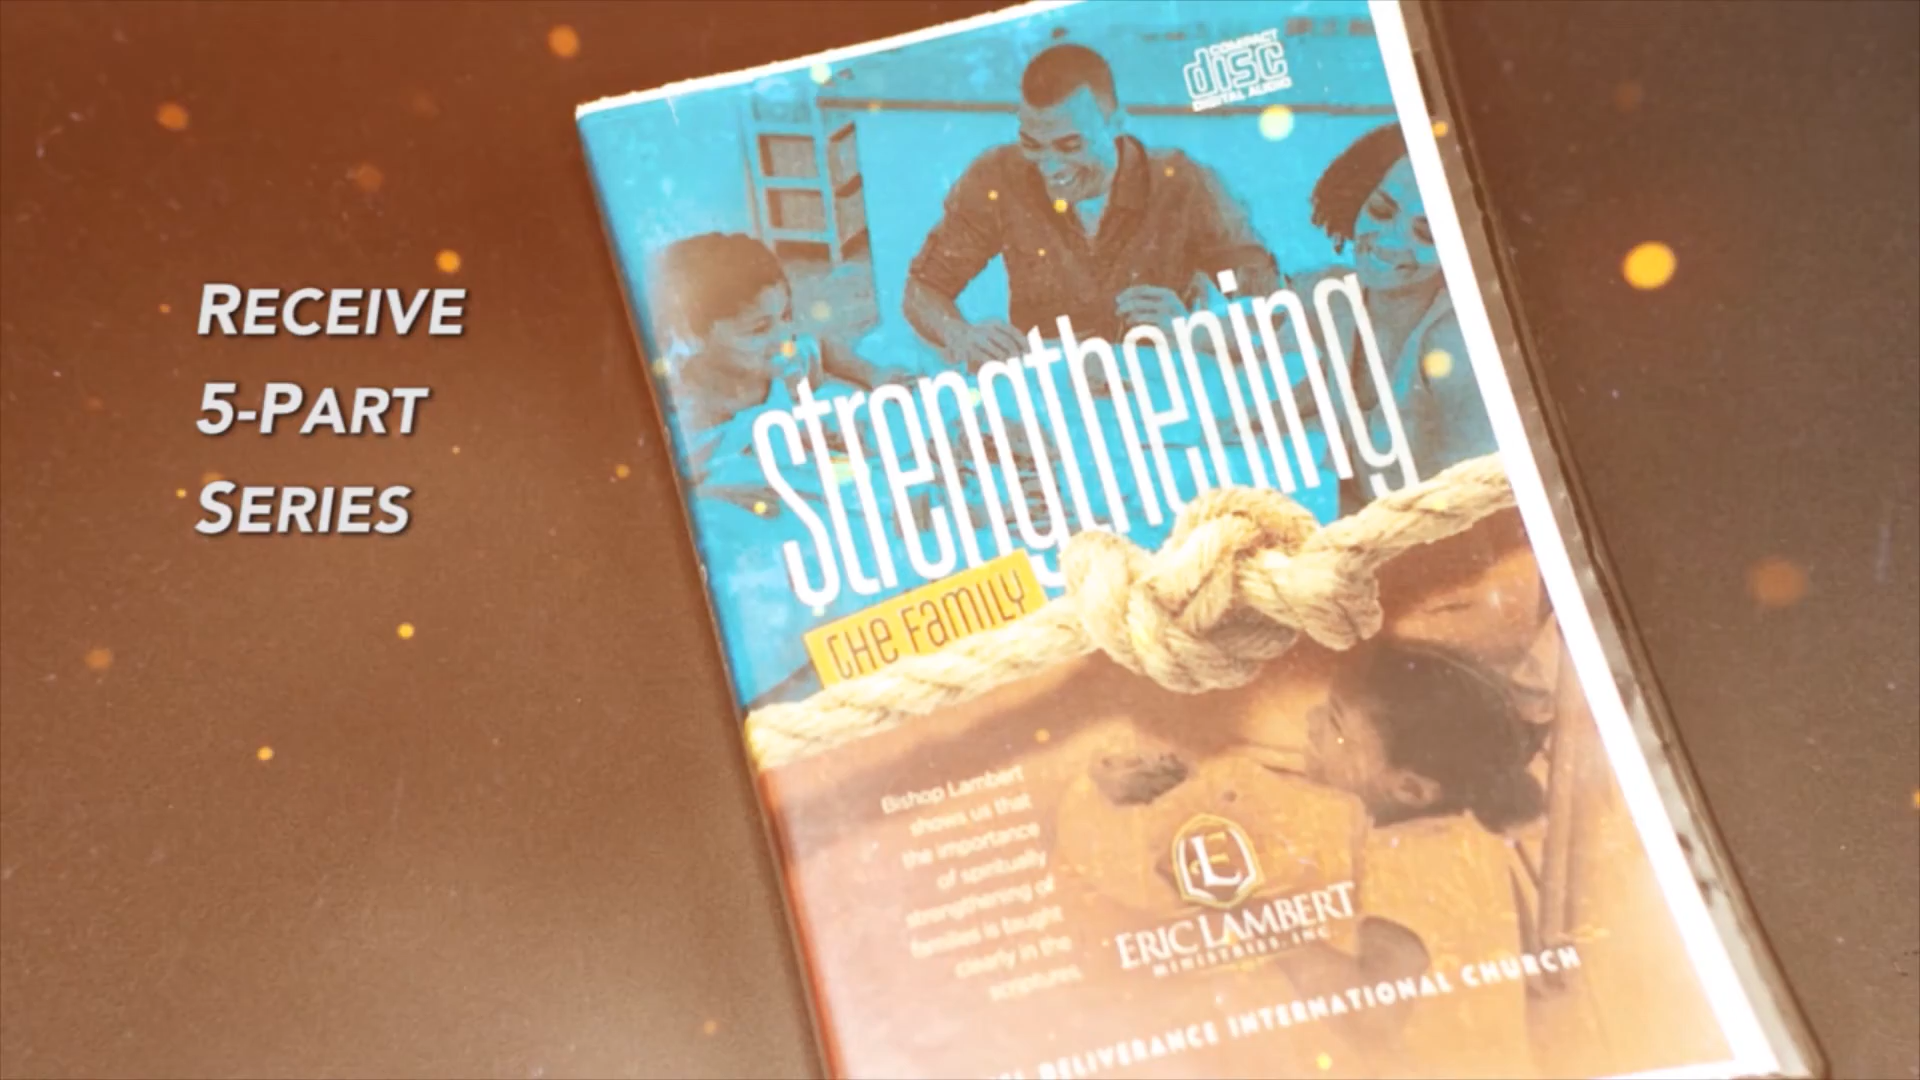 RECEIVE
5-PART
SERIES
COMPACT
disc
DIGITAL AUDIO
strengthening
THE FAMILY
Bishop Lambert
shows us that
the importance
of spiritually
strengthening of
families is taught
clearly in the
scriptures.
LE
ERIC LAMBERT
MINISTRIES, INC.
DELIVERANCE INTERNATIONAL CHURCH